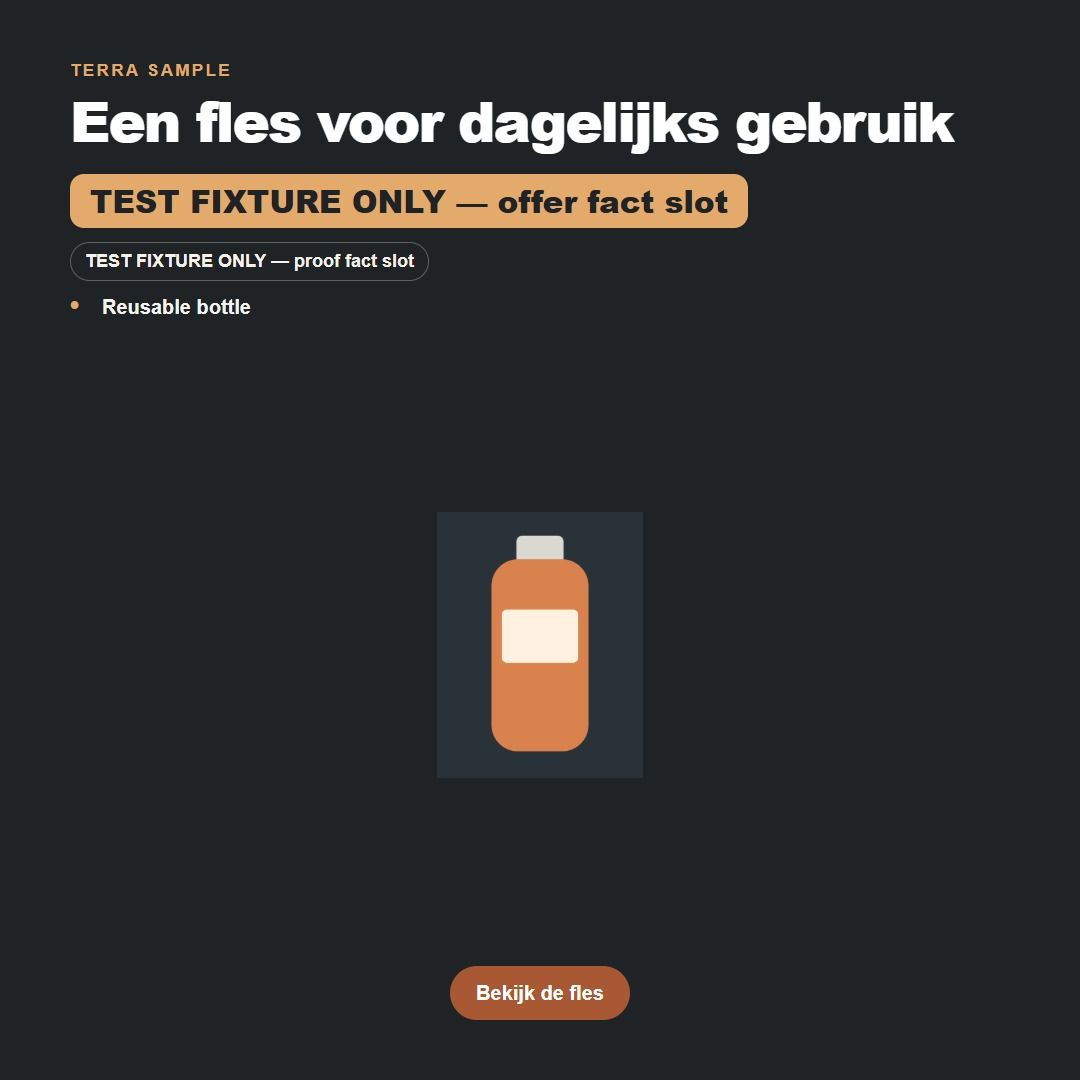 TERRA SAMPLE
Een fles voor dagelijks gebruik
TEST FIXTURE ONLY — offer fact slot
TEST FIXTURE ONLY — proof fact slot
• Reusable bottle
Bekijk de fles